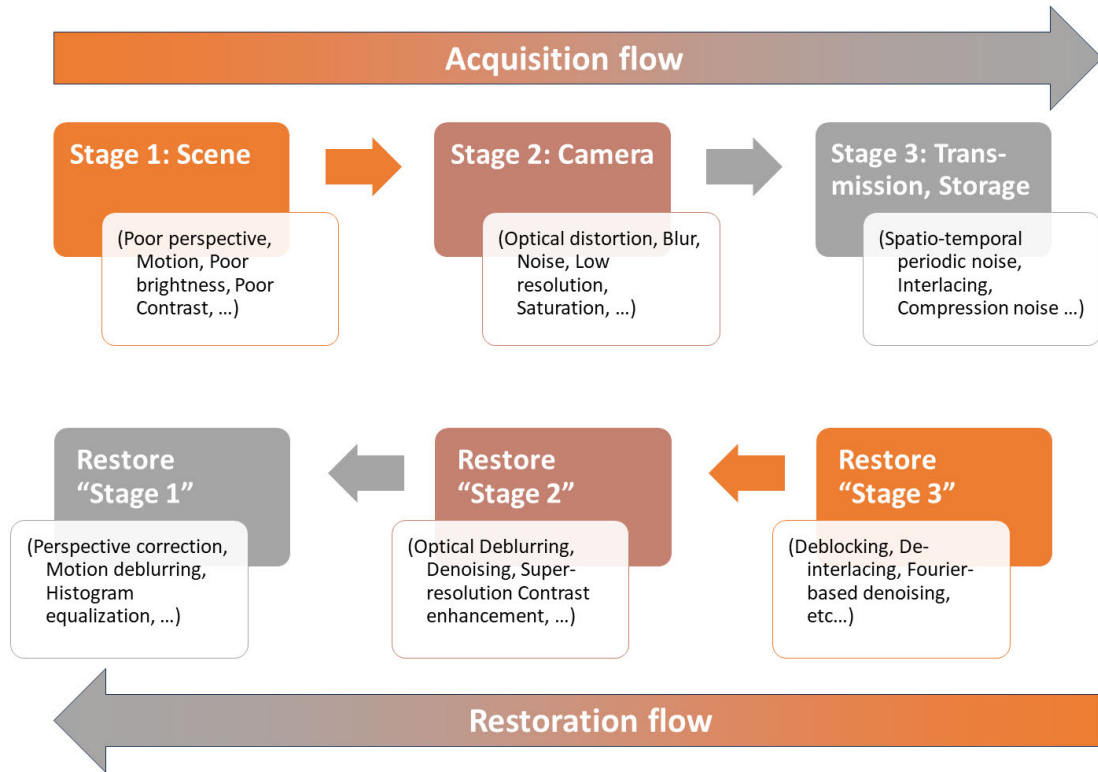 Acquisition flow
Stage 1: Scene
(Poor perspective,
Motion, Poor
brightness, Poor
Contrast, ...)
Stage 2: Camera
(Optical distortion, Blur,
Noise, Low
resolution,
Saturation, ...)
Stage 3: Trans-
mission, Storage
(Spatio-temporal
periodic noise,
Interlacing,
Compression noise ...)
Restore
“Stage 1”
(Perspective correction,
Motion deblurring,
Histogram
equalization, ...)
Restore
“Stage 2”
(Optical Deblurring,
Denoising, Super-
resolution Contrast
enhancement, ...)
Restore
“Stage 3”
(Deblocking, De-
interlacing, Fourier-
based denoising,
etc...)
Restoration flow